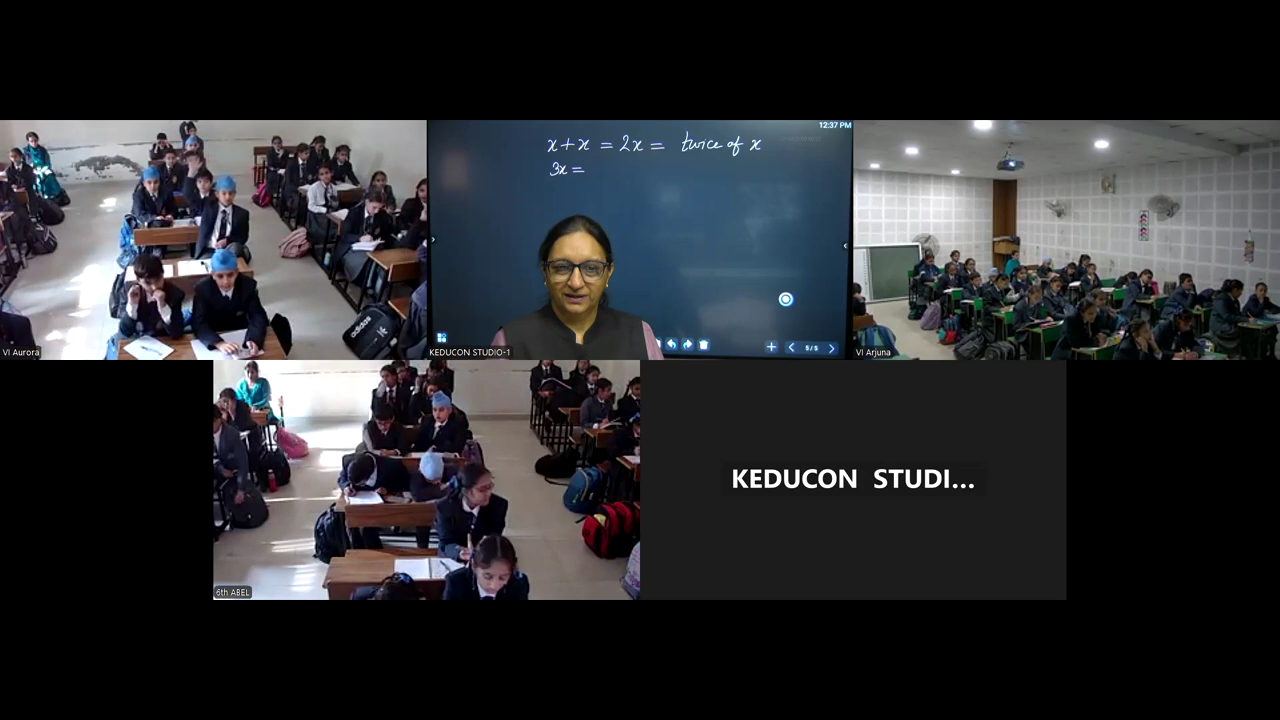 12:37 PM
x+x = 2x = twice of x
3x =
adidas
5/5
VI Aurora
KEDUCON STUDIO-1
VI Arjuna
KEDUCON STUDI...
6th ABEL